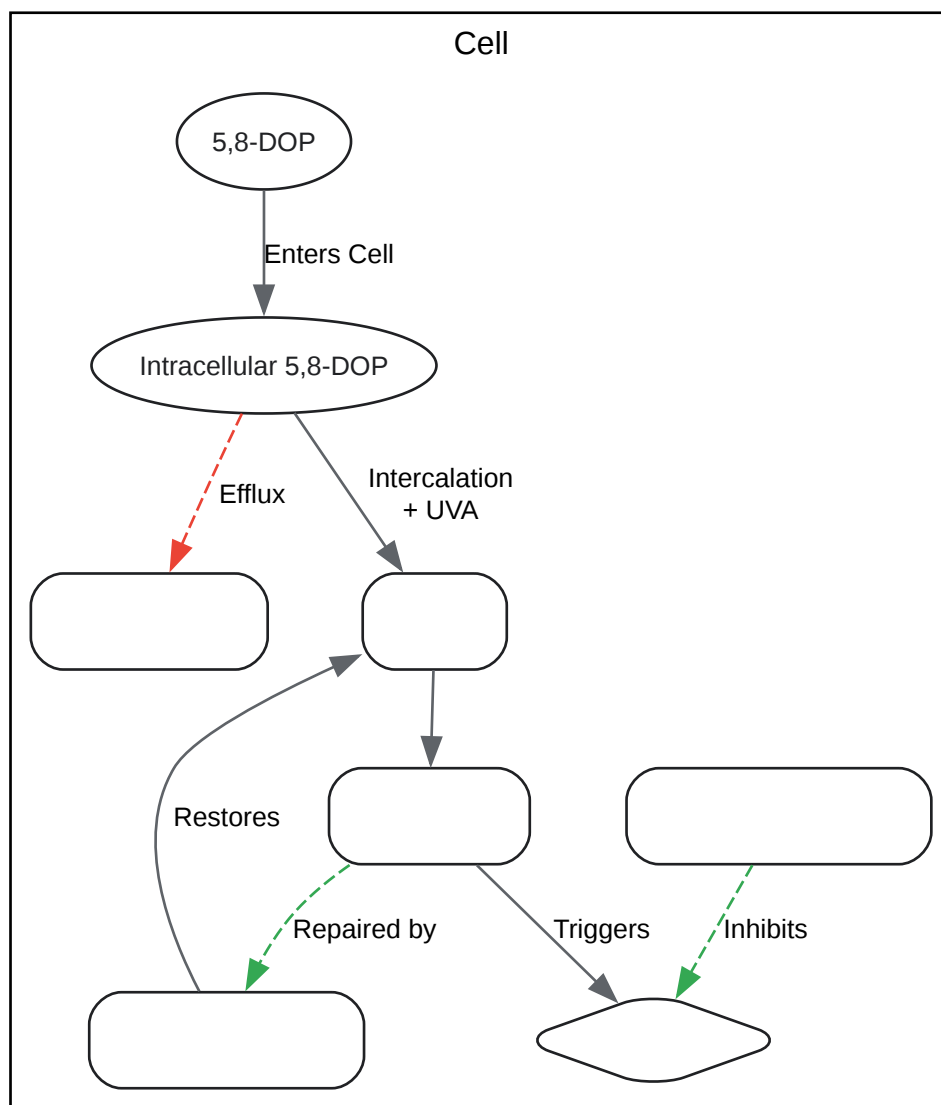 Cell
5,8-DOP
Enters Cell
Intracellular 5,8-DOP
Efflux
Intercalation
+ UVA
Restores
Repaired by
Triggers
Inhibits